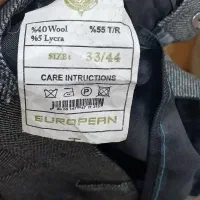 %40 Wool %55 T/R
%5 Lycra
SIZE: 33/44
CARE INTRUCTIONS
EUROPEAN